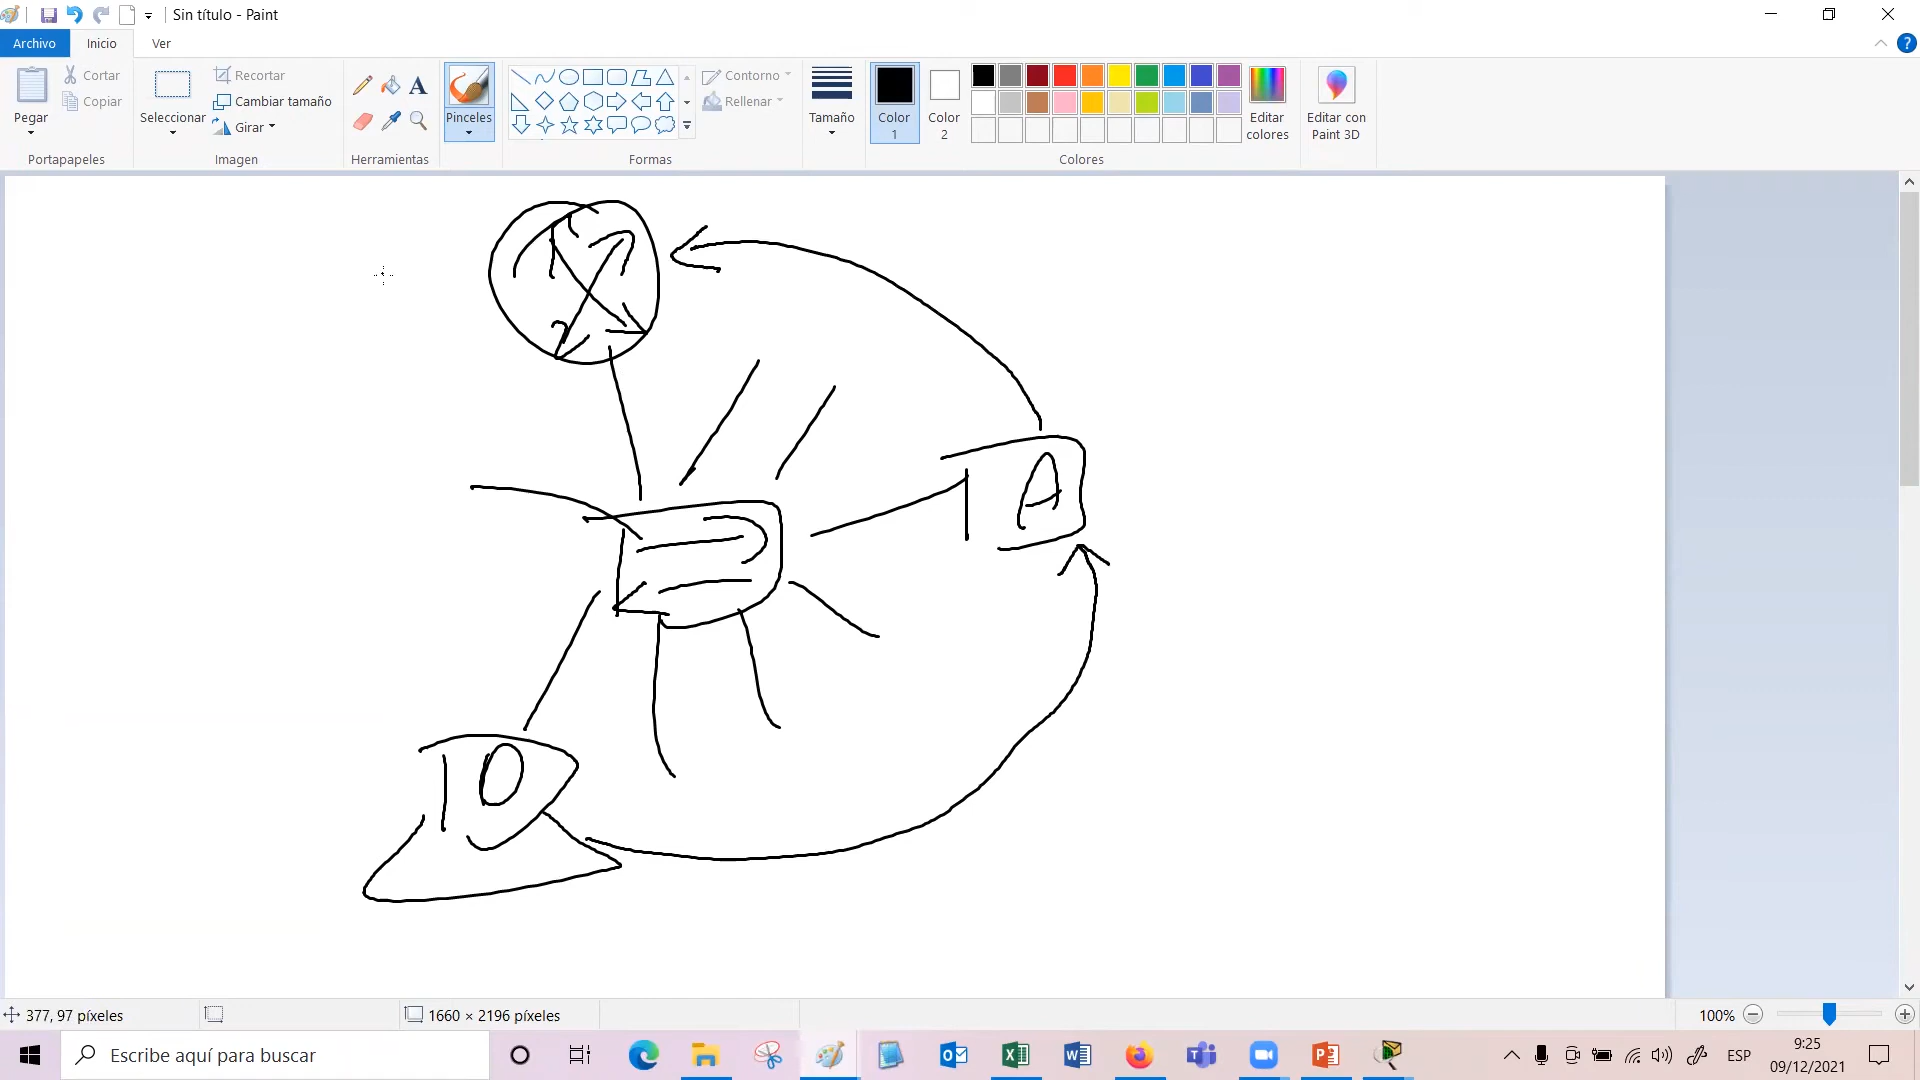 Sin título - Paint
Archivo Inicio Ver
Pegar
Cortar
Copiar
Portapapeles
Seleccionar
Recortar
Cambiar tamaño
Girar
Imagen
A
Herramientas
Pinceles
Contorno
Rellenar
Formas
Tamaño
Color 1
Color 2
Editar colores
Colores
Editar con Paint 3D
A
D
377, 97 píxeles
1660 × 2196 píxeles
100%
Escribe aquí para buscar
ESP
9:25
09/12/2021